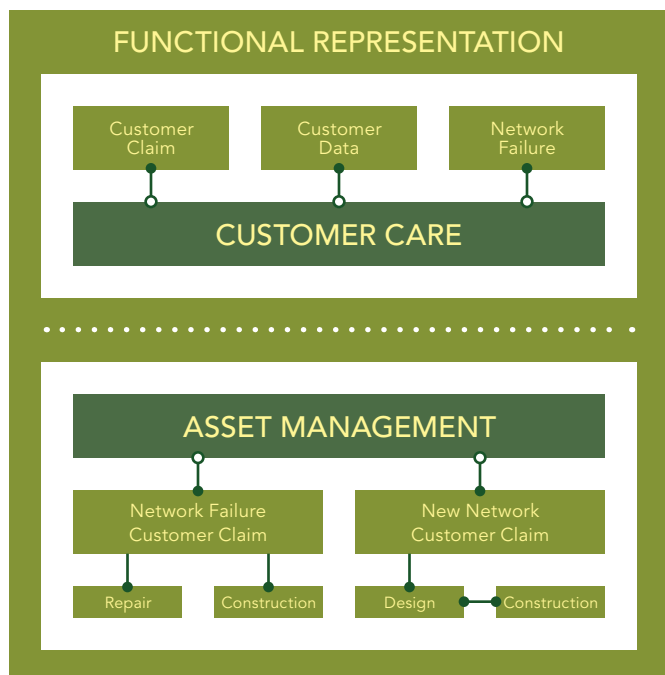 FUNCTIONAL REPRESENTATION
Customer
Claim
Customer
Data
Network
Failure
CUSTOMER CARE
ASSET MANAGEMENT
Network Failure
Customer Claim
New Network
Customer Claim
Repair
Construction
Design
Construction